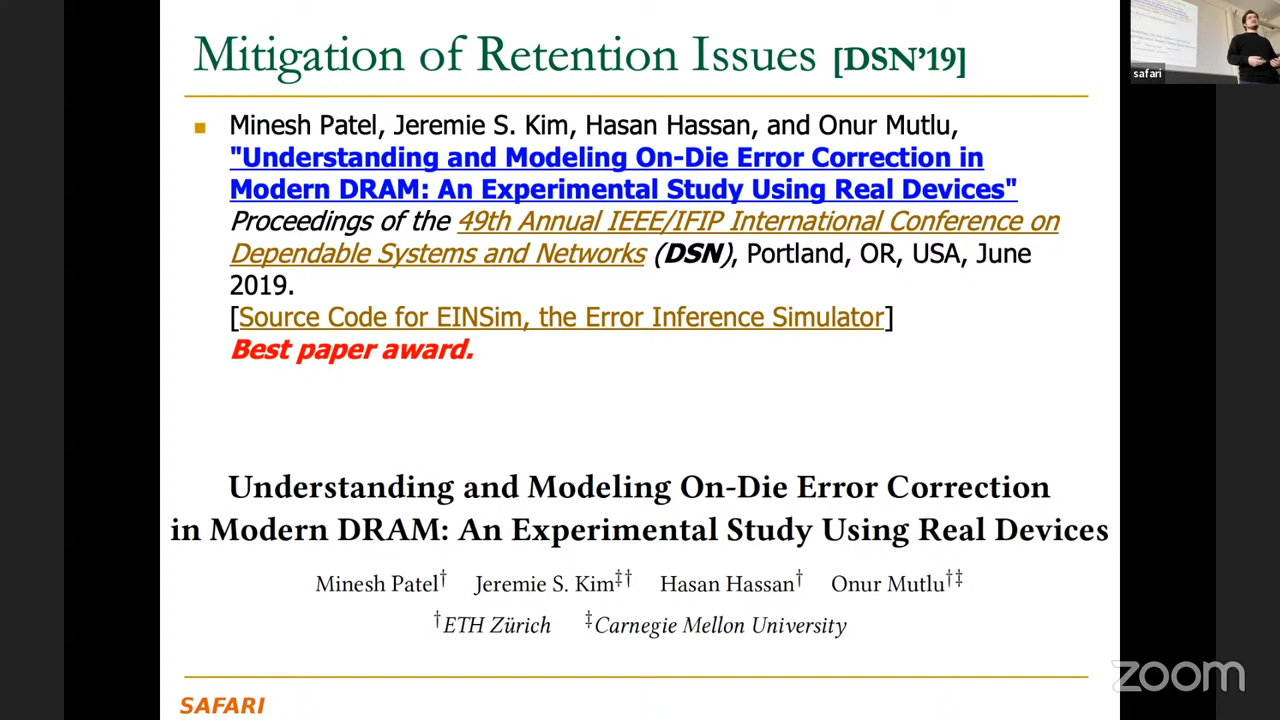 Mitigation of Retention Issues [DSN'19]
Minesh Patel, Jeremie S. Kim, Hasan Hassan, and Onur Mutlu,
"Understanding and Modeling On-Die Error Correction in
Modern DRAM: An Experimental Study Using Real Devices"
Proceedings of the 49th Annual IEEE/IFIP International Conference on
Dependable Systems and Networks (DSN), Portland, OR, USA, June
2019.
[Source Code for EINSim, the Error Inference Simulator]
Best paper award.
Understanding and Modeling On-Die Error Correction
in Modern DRAM: An Experimental Study Using Real Devices
Minesh Patel† Jeremie S. Kim‡† Hasan Hassan† Onur Mutlu†‡
†ETH Zürich ‡Carnegie Mellon University
SAFARI
safari
zoom